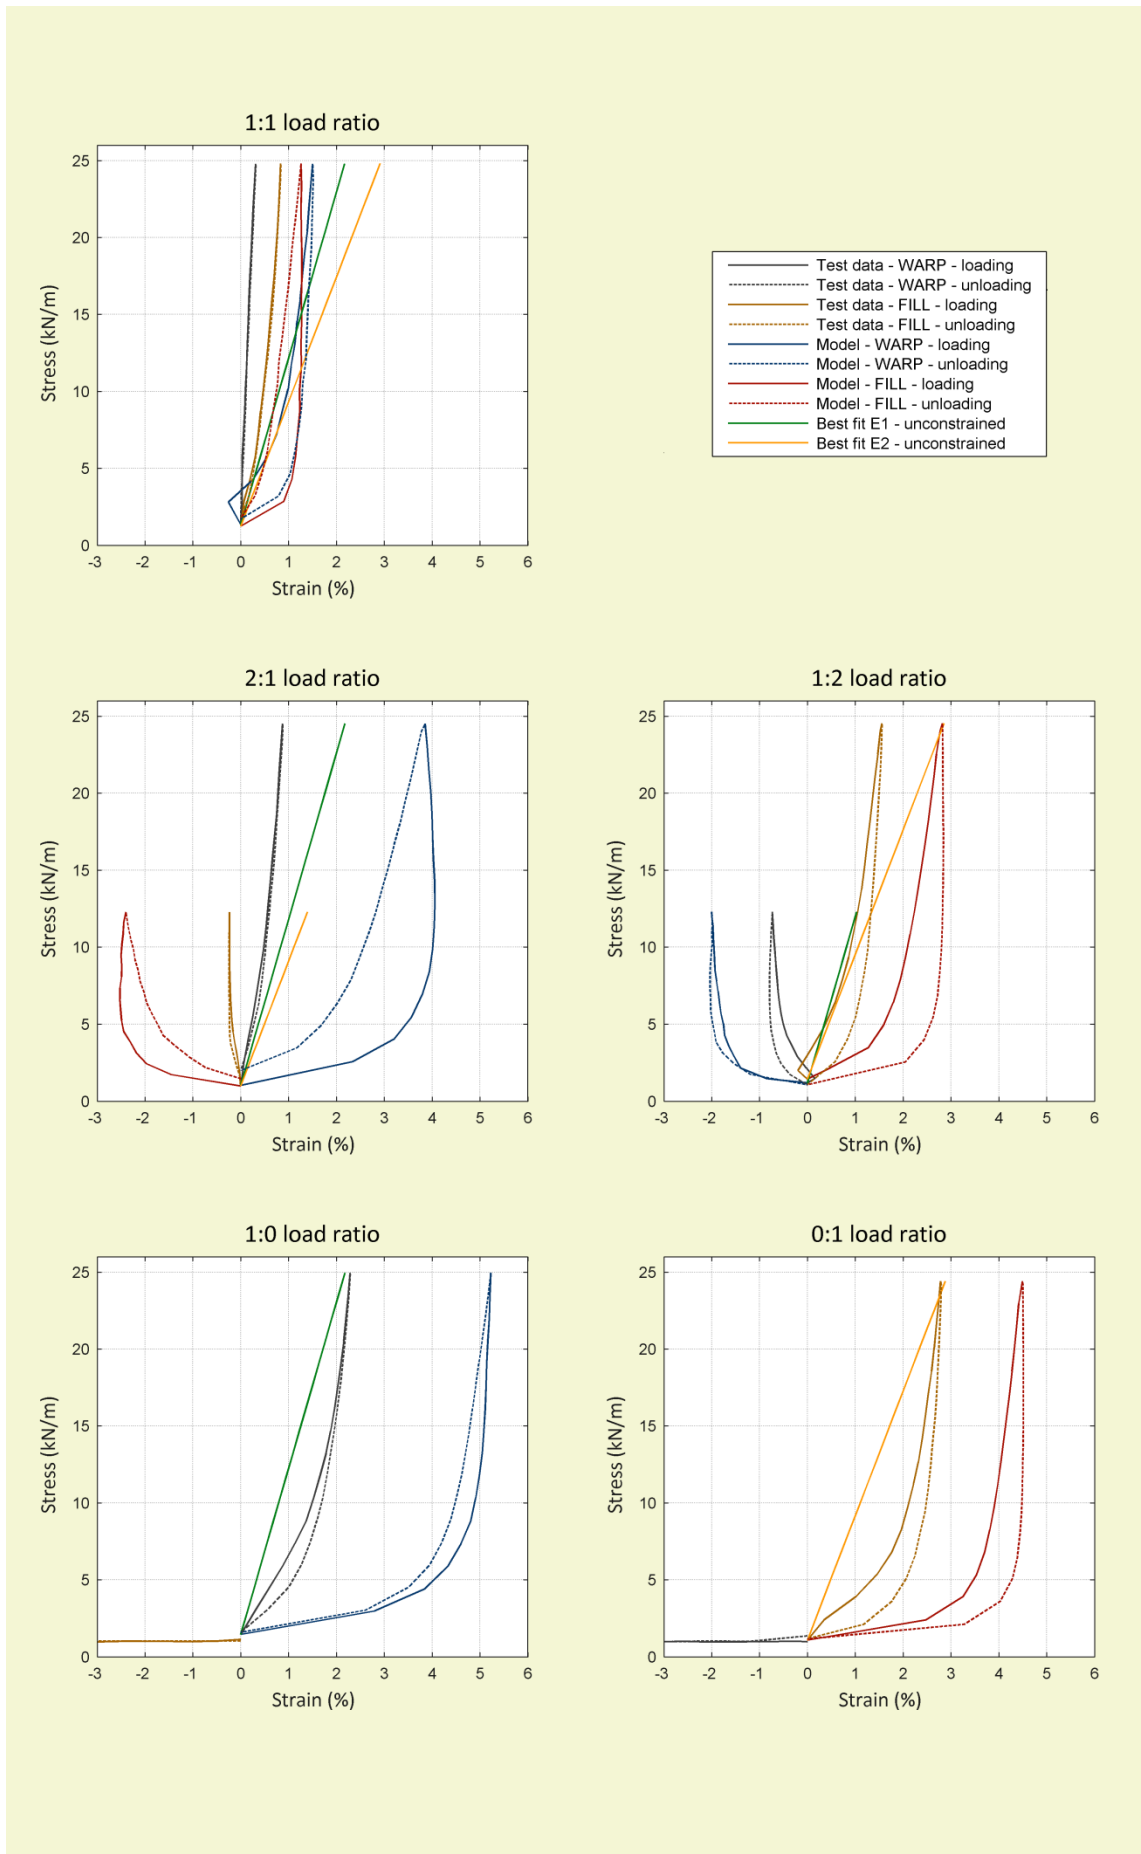 1:1 load ratio
25
20
15
10
5
0
-3 -2 -1 0 1 2 3 4 5 6
Stress (kN/m)
Strain (%)
Test data - WARP - loading
Test data - WARP - unloading
Test data - FILL - loading
Test data - FILL - unloading
Model - WARP - loading
Model - WARP - unloading
Model - FILL - loading
Model - FILL - unloading
Best fit E1 - unconstrained
Best fit E2 - unconstrained
2:1 load ratio
25
20
15
10
5
0
-3 -2 -1 0 1 2 3 4 5 6
Stress (kN/m)
Strain (%)
1:2 load ratio
25
20
15
10
5
0
-3 -2 -1 0 1 2 3 4 5 6
Stress (kN/m)
Strain (%)
1:0 load ratio
25
20
15
10
5
0
-3 -2 -1 0 1 2 3 4 5 6
Stress (kN/m)
Strain (%)
0:1 load ratio
25
20
15
10
5
0
-3 -2 -1 0 1 2 3 4 5 6
Stress (kN/m)
Strain (%)